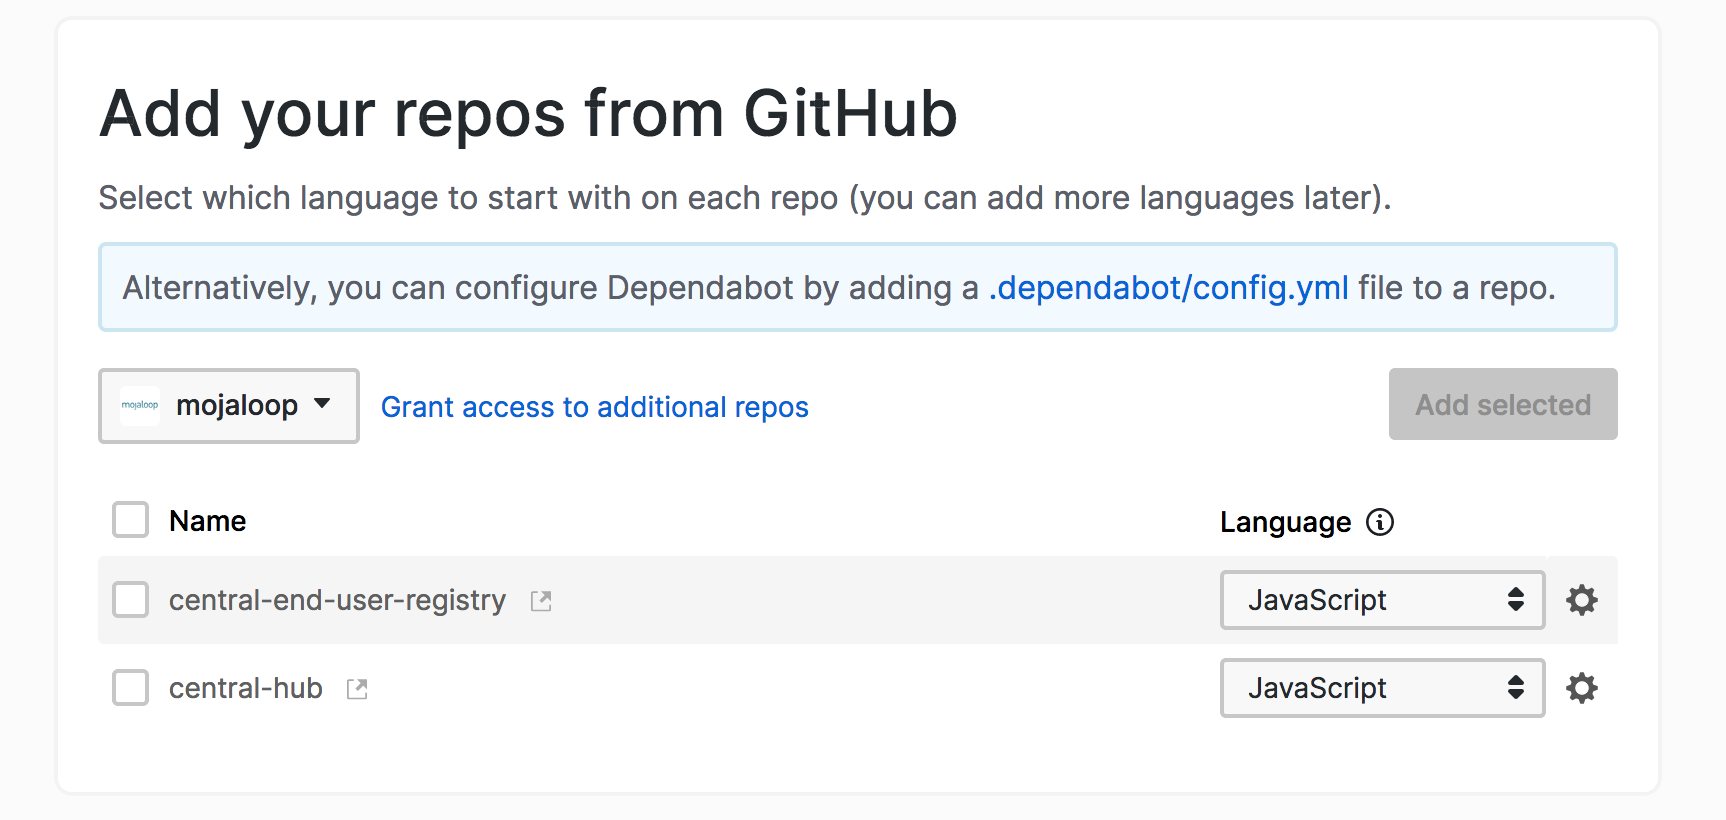 Add your repos from GitHub
Select which language to start with on each repo (you can add more languages later).
Alternatively, you can configure Dependabot by adding a .dependabot/config.yml file to a repo.
mojaloop mojaloop Grant access to additional repos Add selected
Name Language
central-end-user-registry JavaScript
central-hub JavaScript